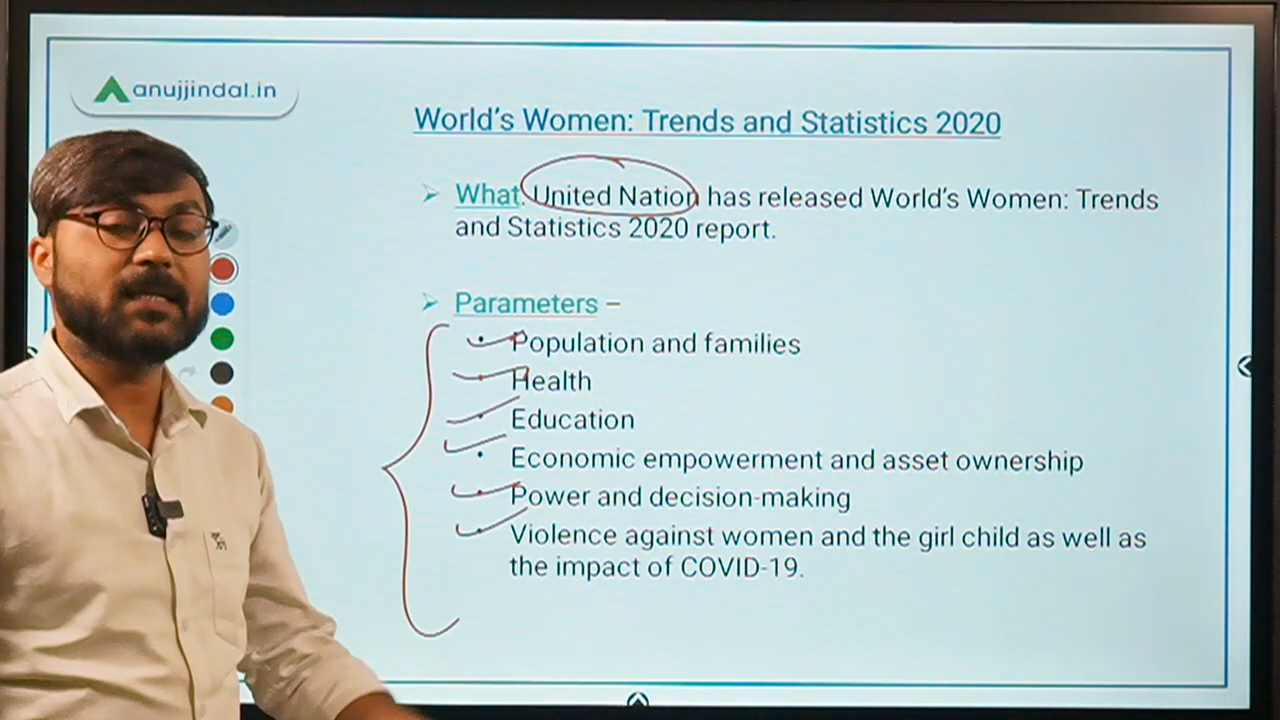 anujjindal.in
World's Women: Trends and Statistics 2020
What: United Nation has released World's Women: Trends
and Statistics 2020 report.
Parameters –
Population and families
Health
Education
Economic empowerment and asset ownership
Power and decision-making
Violence against women and the girl child as well as
the impact of COVID-19.